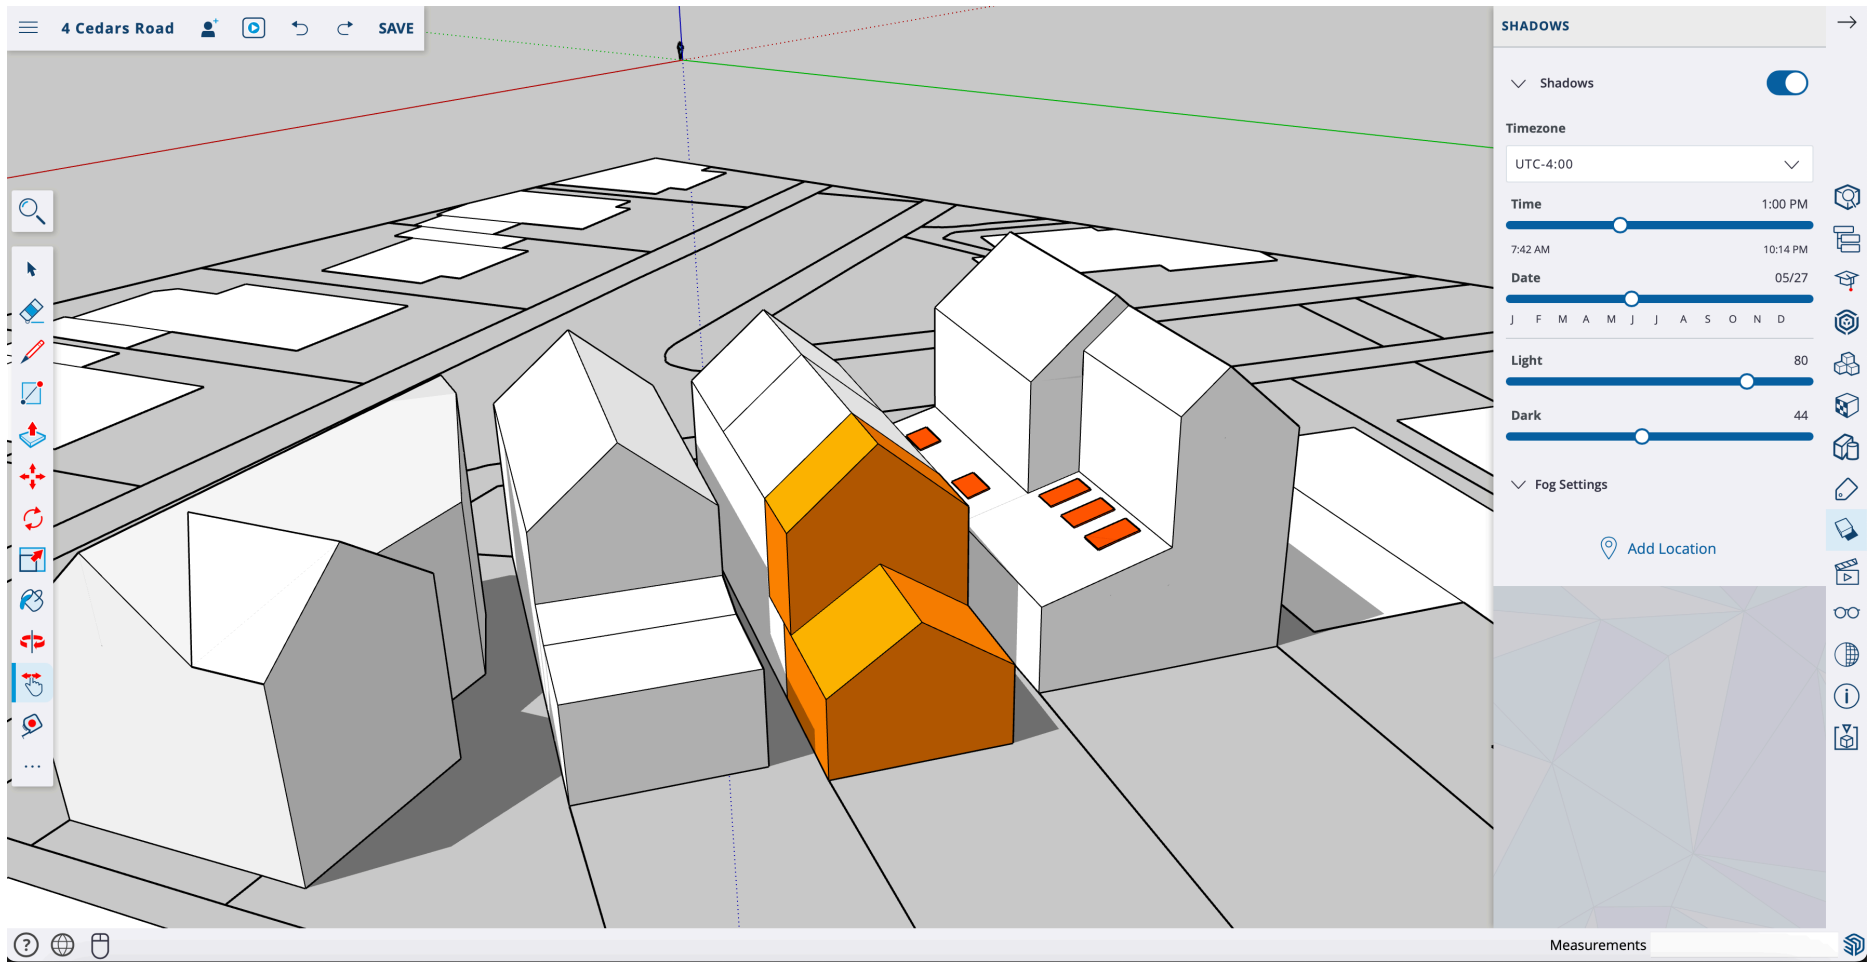 4 Cedars Road
SAVE
SHADOWS
Shadows
Timezone
UTC-4:00
Time 1:00 PM
7:42 AM 10:14 PM
Date 05/27
J F M A M J J A S O N D
Light 80
Dark 44
Fog Settings
Add Location
Measurements